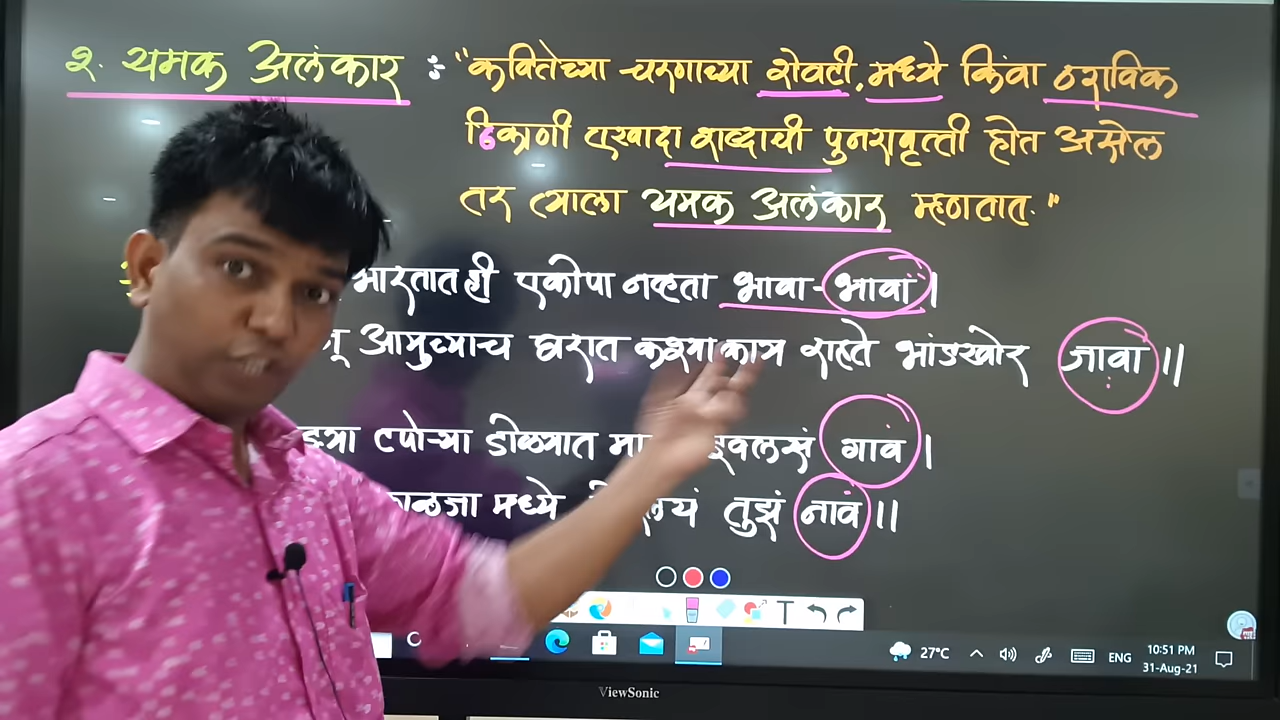 २. यमक अलंकार :- "कवितेच्या चरणाच्या शेवटी, मध्ये किंवा ठराविक
ठिकाणी एखादा शब्दाची पुनरावृत्ती होत असेल
तर त्याला यमक अलंकार म्हणतात."
भारतात ही एकोपा नव्हता भावा-भावां।
आमुच्याच घरात कश्या काय राहते भांडखोर जावा॥
टपोऱ्या डोळ्यात गावं।
मध्ये तुझं नावं॥
T
27°C
ENG
10:51 PM
31-Aug-21
ViewSonic